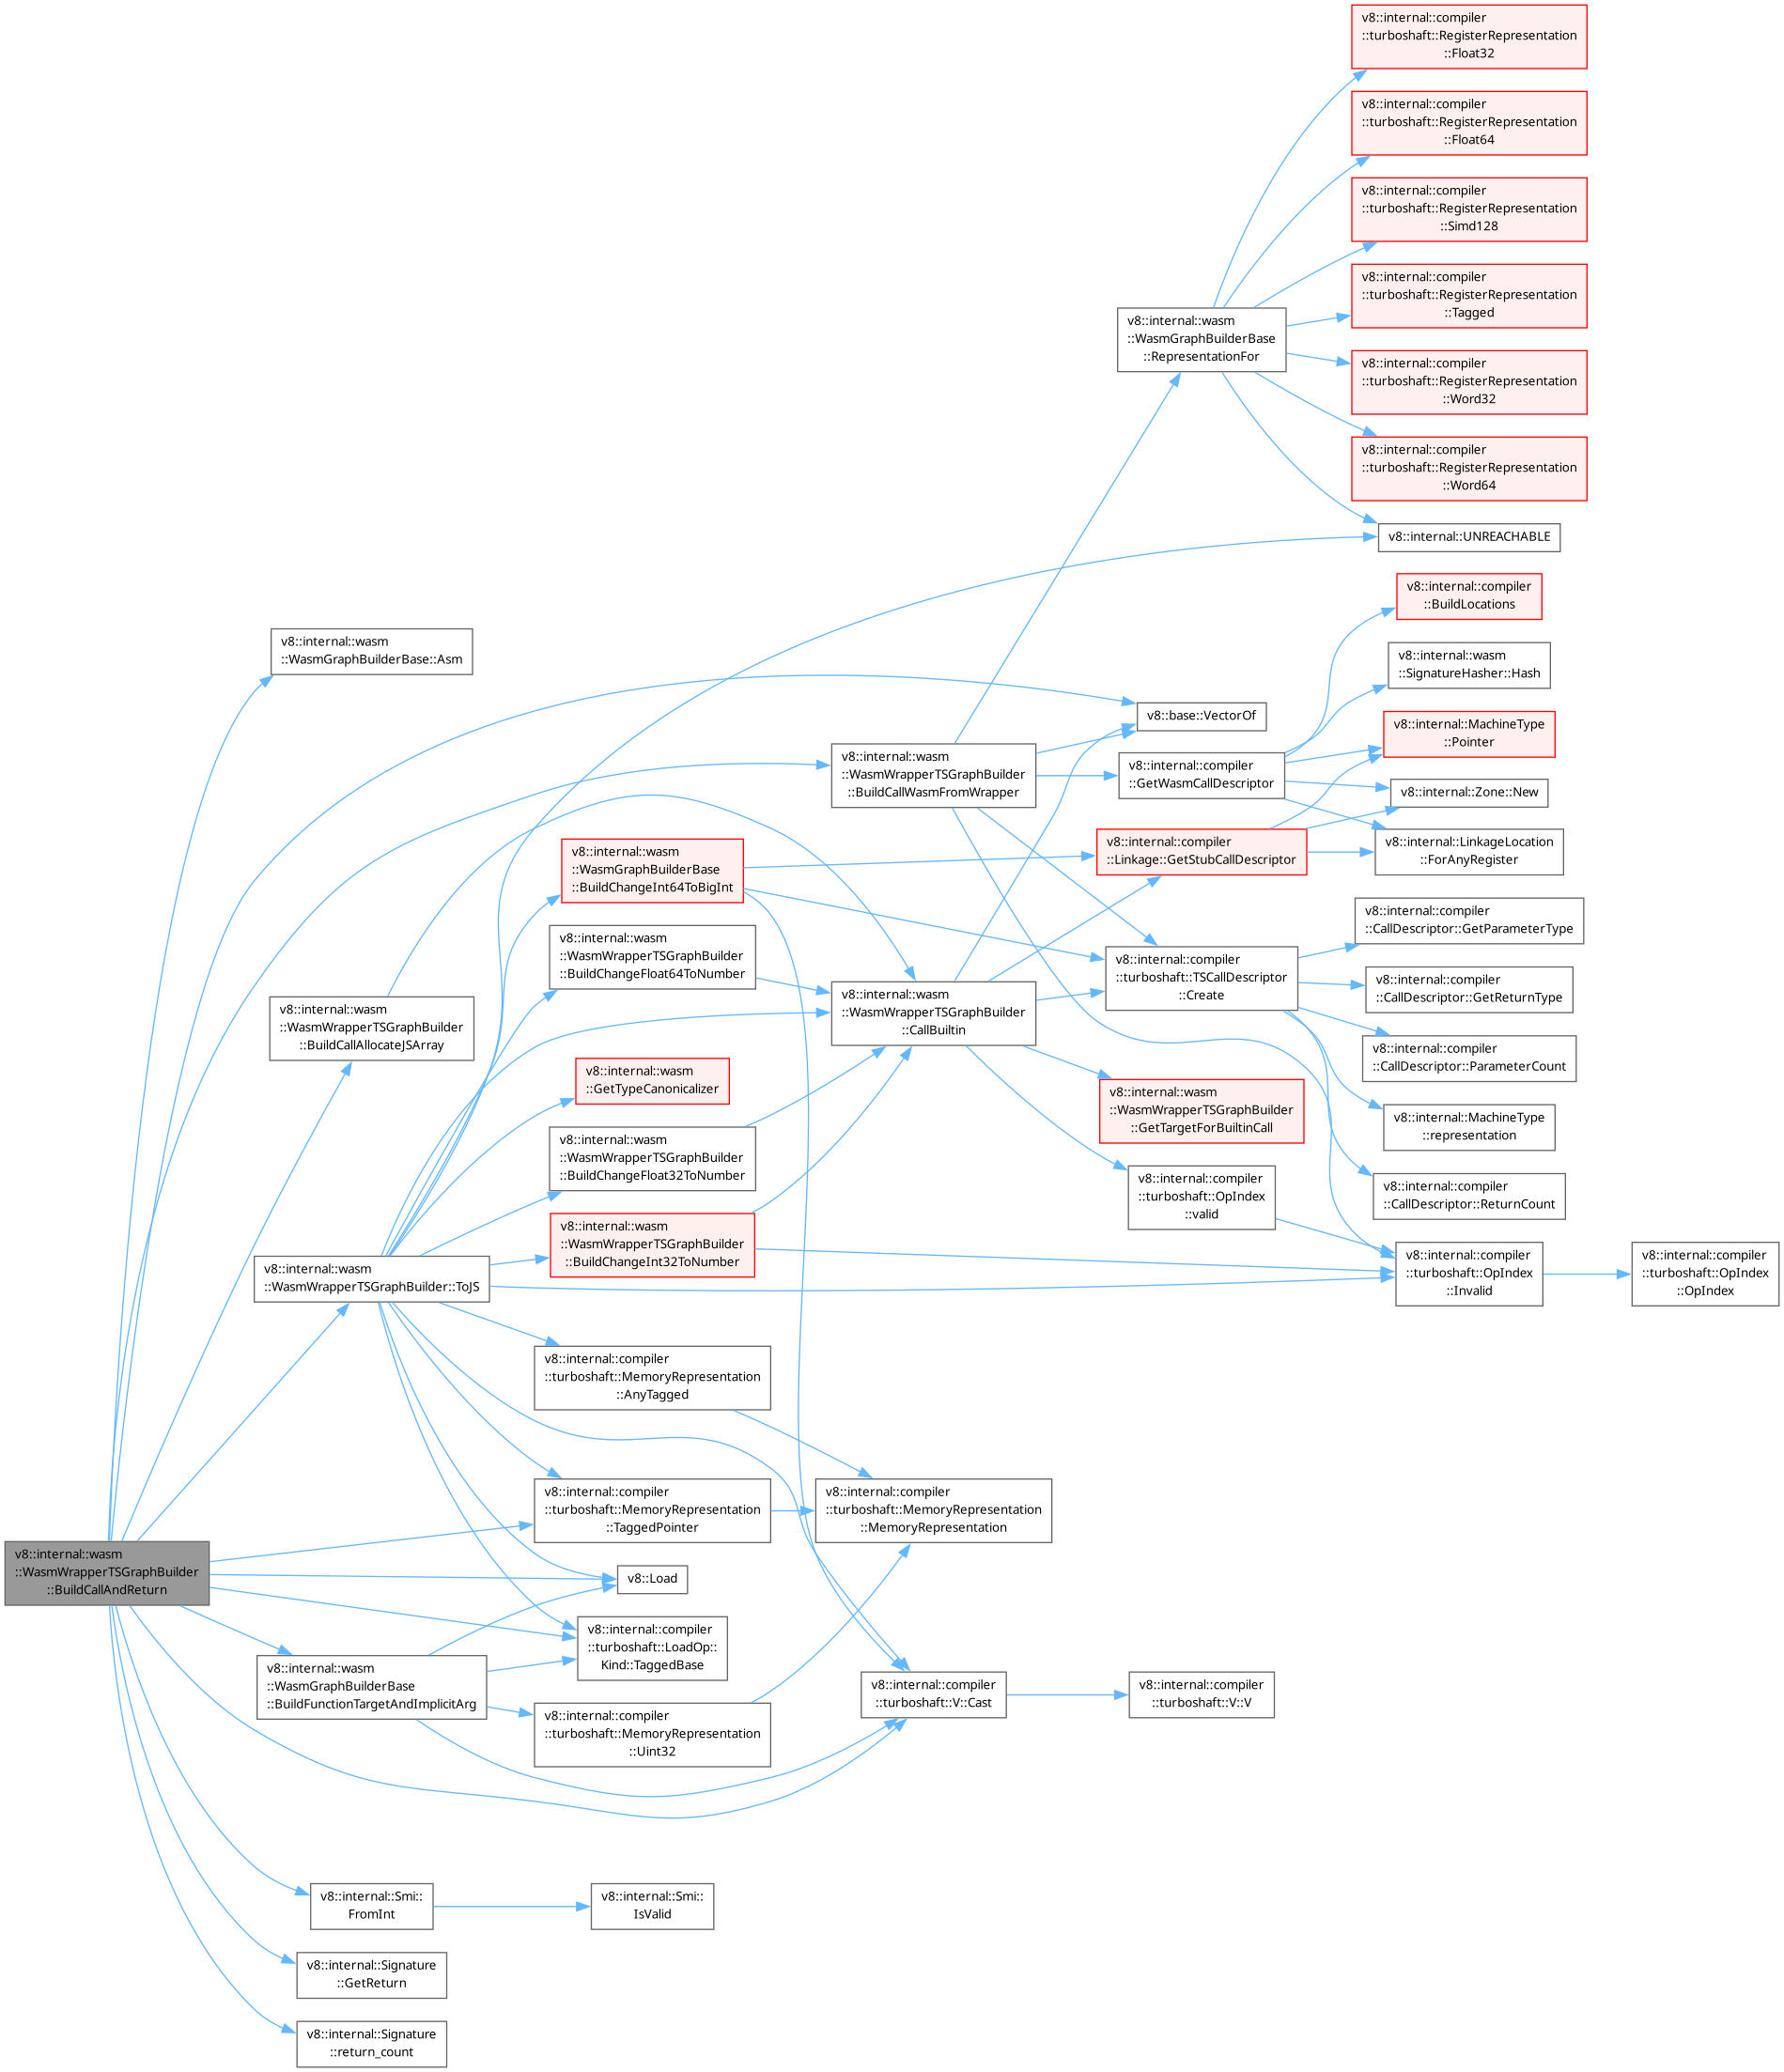 v8::internal::compiler
::turboshaft::RegisterRepresentation
::Float32
v8::internal::compiler
::turboshaft::RegisterRepresentation
::Float64
v8::internal::compiler
::turboshaft::RegisterRepresentation
::Simd128
v8::internal::compiler
::turboshaft::RegisterRepresentation
::Tagged
v8::internal::wasm
::WasmGraphBuilderBase
::RepresentationFor
v8::internal::compiler
::turboshaft::RegisterRepresentation
::Word32
v8::internal::compiler
::turboshaft::RegisterRepresentation
::Word64
v8::internal::UNREACHABLE
v8::internal::compiler
::BuildLocations
v8::internal::wasm
::WasmGraphBuilderBase::Asm
v8::internal::wasm
::SignatureHasher::Hash
v8::base::VectorOf
v8::internal::MachineType
::Pointer
v8::internal::wasm
::WasmWrapperTSGraphBuilder
::BuildCallWasmFromWrapper
v8::internal::compiler
::GetWasmCallDescriptor
v8::internal::Zone::New
v8::internal::wasm
::WasmGraphBuilderBase
::BuildChangeInt64ToBigInt
v8::internal::compiler
::Linkage::GetStubCallDescriptor
v8::internal::LinkageLocation
::ForAnyRegister
v8::internal::compiler
::CallDescriptor::GetParameterType
v8::internal::wasm
::WasmWrapperTSGraphBuilder
::BuildChangeFloat64ToNumber
v8::internal::compiler
::turboshaft::TSCallDescriptor
::Create
v8::internal::compiler
::CallDescriptor::GetReturnType
v8::internal::wasm
::WasmWrapperTSGraphBuilder
::BuildCallAllocateJSArray
v8::internal::wasm
::WasmWrapperTSGraphBuilder
::CallBuiltin
v8::internal::compiler
::CallDescriptor::ParameterCount
v8::internal::wasm
::GetTypeCanonicalizer
v8::internal::wasm
::WasmWrapperTSGraphBuilder
::GetTargetForBuiltinCall
v8::internal::MachineType
::representation
v8::internal::wasm
::WasmWrapperTSGraphBuilder
::BuildChangeFloat32ToNumber
v8::internal::compiler
::turboshaft::OpIndex
::valid
v8::internal::compiler
::CallDescriptor::ReturnCount
v8::internal::wasm
::WasmWrapperTSGraphBuilder
::BuildChangeInt32ToNumber
v8::internal::wasm
::WasmWrapperTSGraphBuilder::ToJS
v8::internal::compiler
::turboshaft::OpIndex
::Invalid
v8::internal::compiler
::turboshaft::OpIndex
::OpIndex
v8::internal::compiler
::turboshaft::MemoryRepresentation
::AnyTagged
v8::internal::compiler
::turboshaft::MemoryRepresentation
::TaggedPointer
v8::internal::compiler
::turboshaft::MemoryRepresentation
::MemoryRepresentation
v8::internal::wasm
::WasmWrapperTSGraphBuilder
::BuildCallAndReturn
v8::Load
v8::internal::compiler
::turboshaft::LoadOp::
Kind::TaggedBase
v8::internal::wasm
::WasmGraphBuilderBase
::BuildFunctionTargetAndImplicitArg
v8::internal::compiler
::turboshaft::V::Cast
v8::internal::compiler
::turboshaft::V::V
v8::internal::compiler
::turboshaft::MemoryRepresentation
::Uint32
v8::internal::Smi::
FromInt
v8::internal::Smi::
IsValid
v8::internal::Signature
::GetReturn
v8::internal::Signature
::return_count